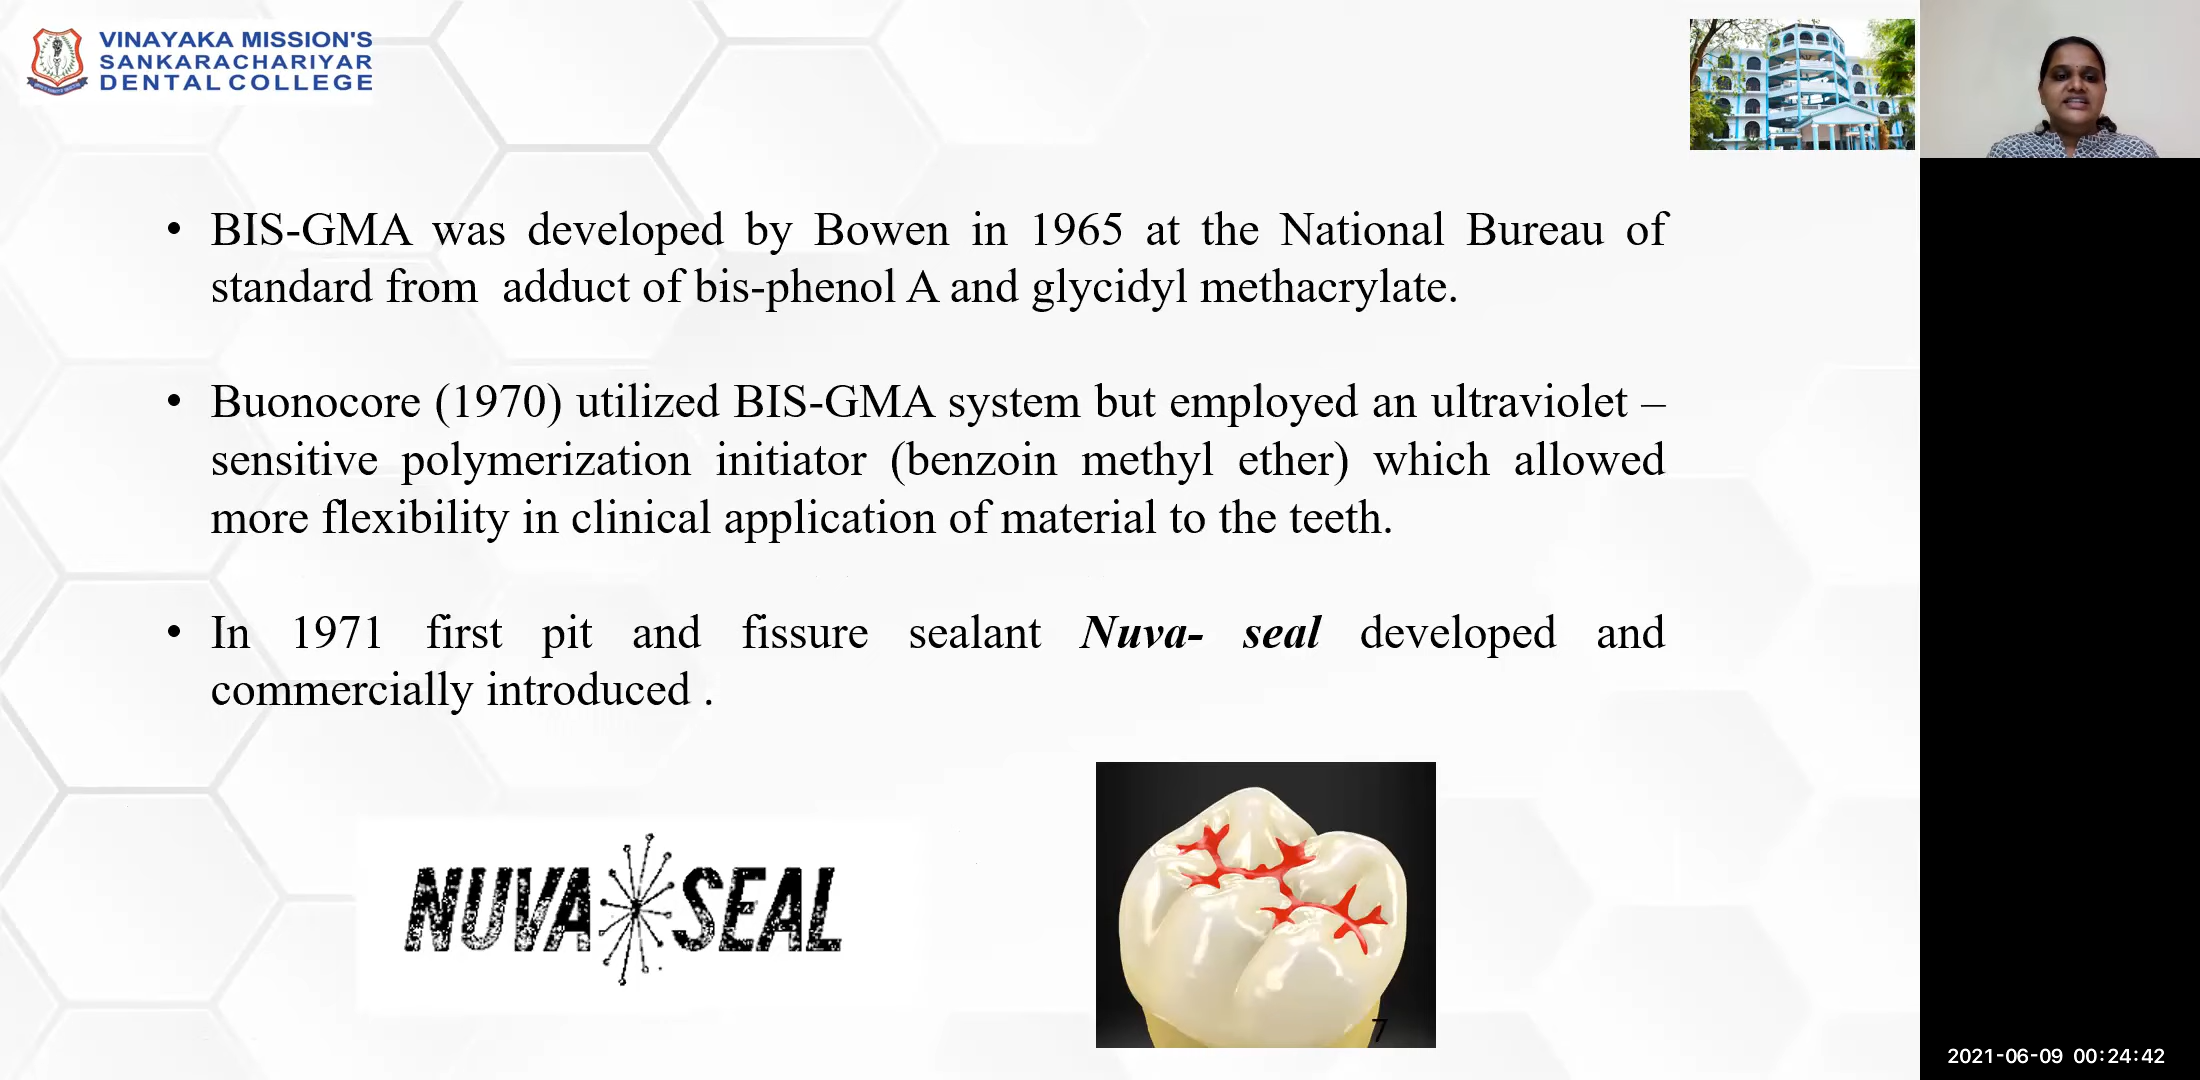 VINAYAKA MISSION'S
SANKARACHARIYAR
DENTAL COLLEGE
• BIS-GMA was developed by Bowen in 1965 at the National Bureau of
standard from adduct of bis-phenol A and glycidyl methacrylate.
• Buonocore (1970) utilized BIS-GMA system but employed an ultraviolet –
sensitive polymerization initiator (benzoin methyl ether) which allowed
more flexibility in clinical application of material to the teeth.
• In 1971 first pit and fissure sealant Nuva- seal developed and
commercially introduced .
NUVA SEAL
7
2021-06-09 00:24:42